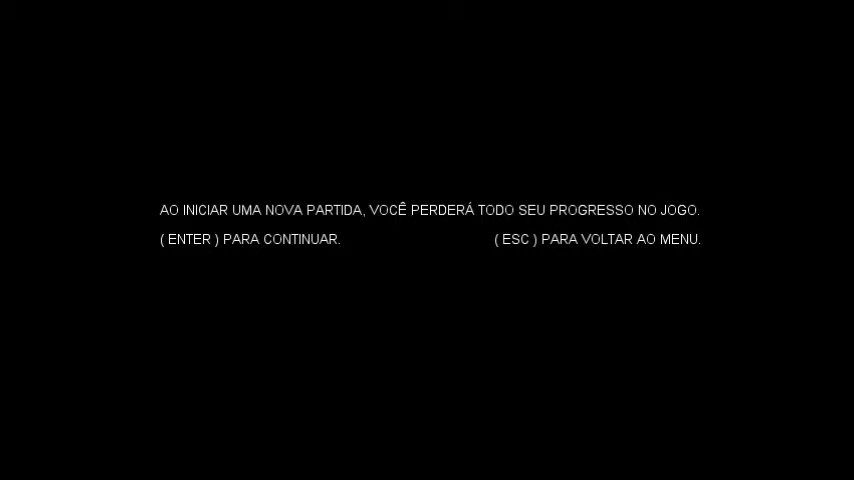 AO INICIAR UMA NOVA PARTIDA, VOCÊ PERDERÁ TODO SEU PROGRESSO NO JOGO.
( ENTER ) PARA CONTINUAR. ( ESC ) PARA VOLTAR AO MENU.